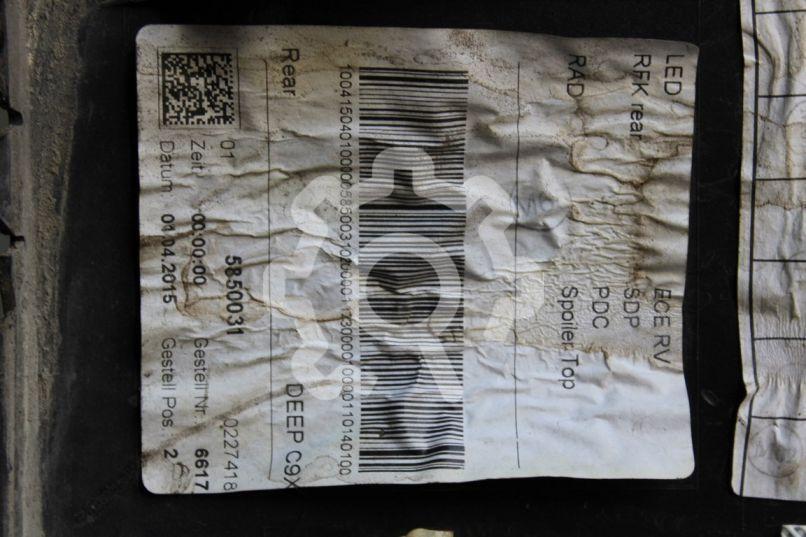 LED ECE RV
RFK rear SDP
RAD PDC
Spoiler Top
Rear DEEP C9X
01 5850031 0227418
Zeit: 00:00:00 Gestell Nr. 6617
Datum: 01.04.2015 Gestell Pos. 2